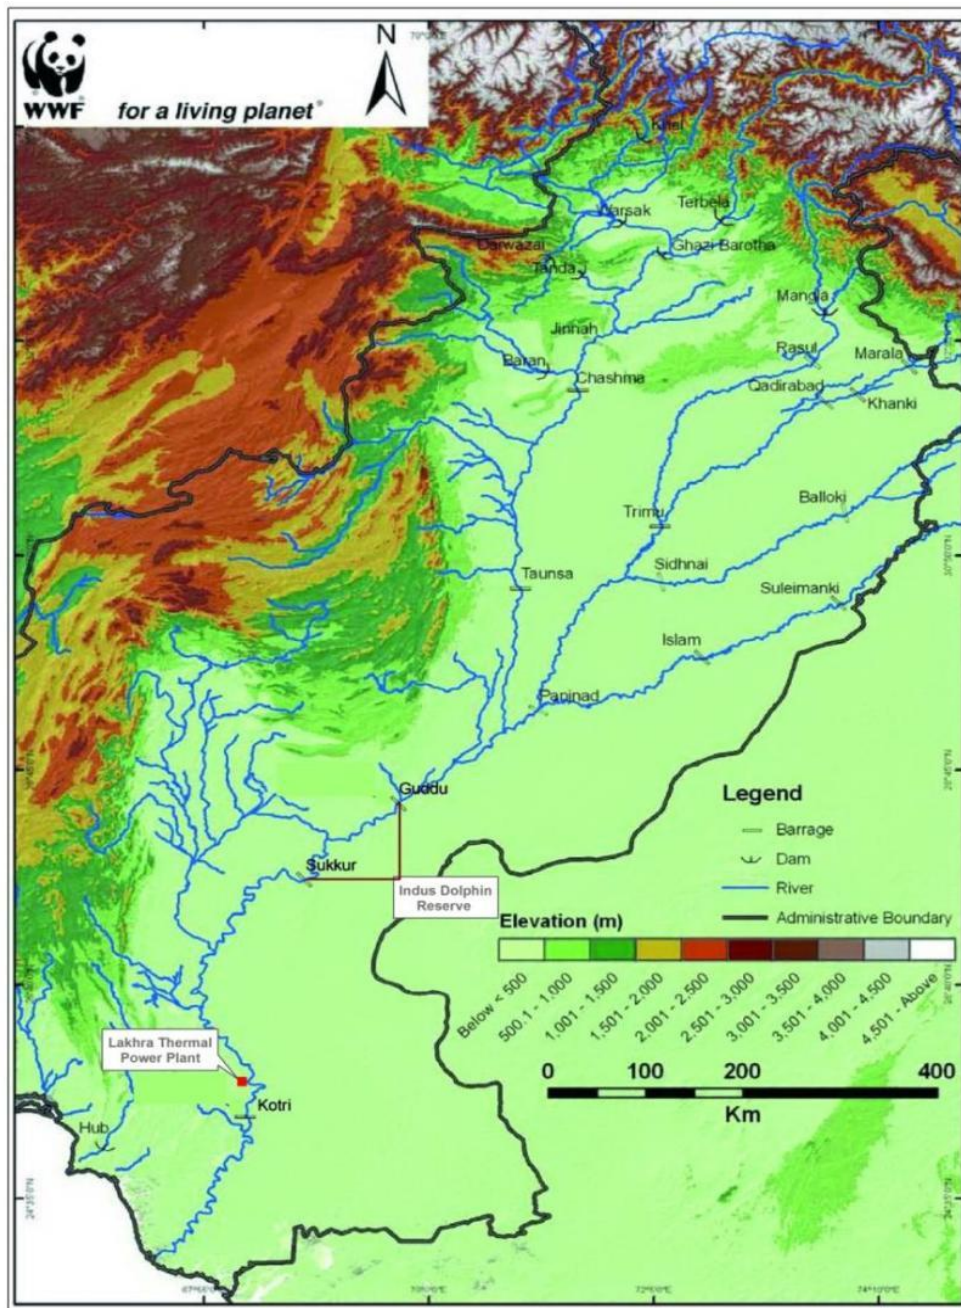 N
WWF
for a living planet®
Khel
Warsak
Terbela
Darwazai
Ghazi Barotha
Tanda
Mangla
Jinnah
Rasul
Marala
Baran
Chashma
Qadirabad
Khanki
Balloki
Trimu
Sidhnai
Taunsa
Suleimanki
Islam
Panjnad
Guddu
Sukkur
Indus Dolphin
Reserve
Legend
Barrage
Dam
River
Administrative Boundary
Elevation (m)
Below < 500
500.1 - 1,000
1,001 - 1,500
1,501 - 2,000
2,001 - 2,500
2,501 - 3,000
3,001 - 3,500
3,501 - 4,000
4,001 - 4,500
4,501 - Above
0 100 200 400
Km
Lakhra Thermal
Power Plant
Kotri
Hub